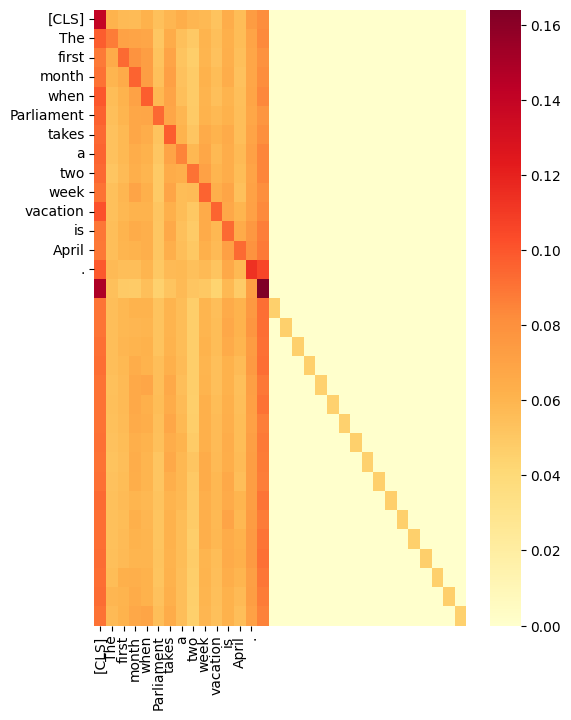 [CLS]
The
first
month
when
Parliament
takes
a
two
week
vacation
is
April
.
0.16
0.14
0.12
0.10
0.08
0.06
0.04
0.02
0.00
[CLS]
The
first
month
when
Parliament
takes
a
two
week
vacation
is
April
.